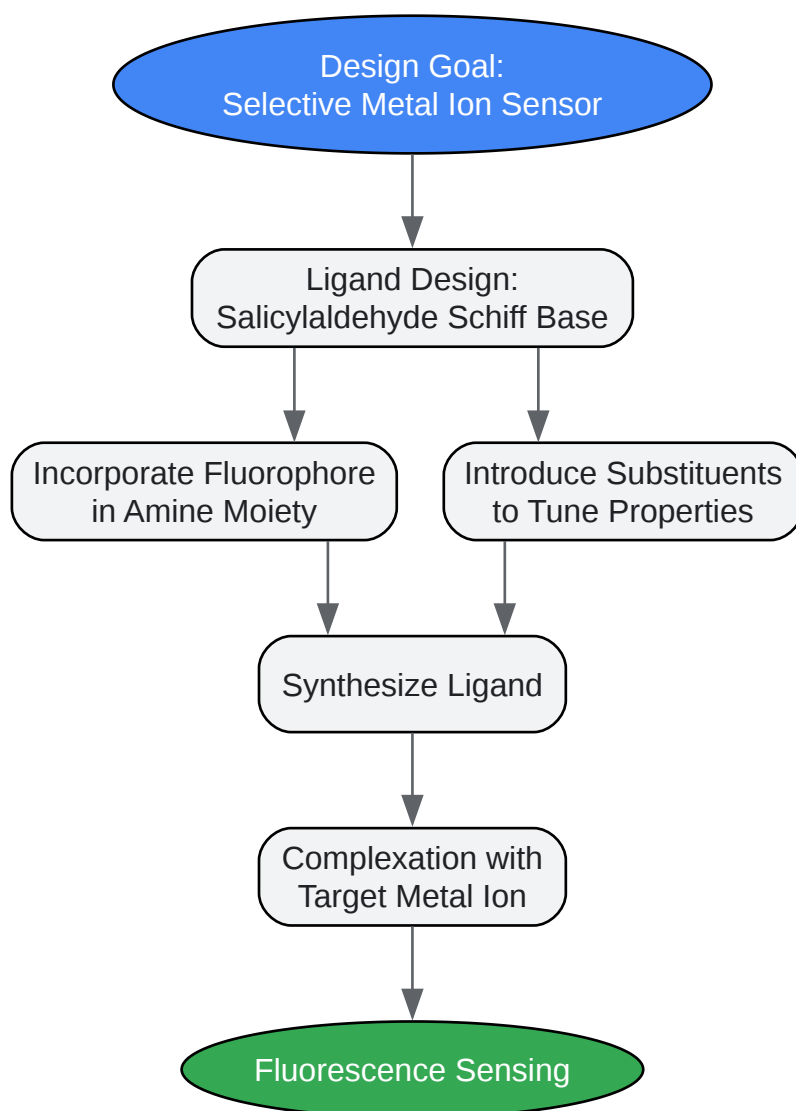 Design Goal:
Selective Metal Ion Sensor
Ligand Design:
Salicylaldehyde Schiff Base
Incorporate Fluorophore
in Amine Moiety
Introduce Substituents
to Tune Properties
Synthesize Ligand
Complexation with
Target Metal Ion
Fluorescence Sensing